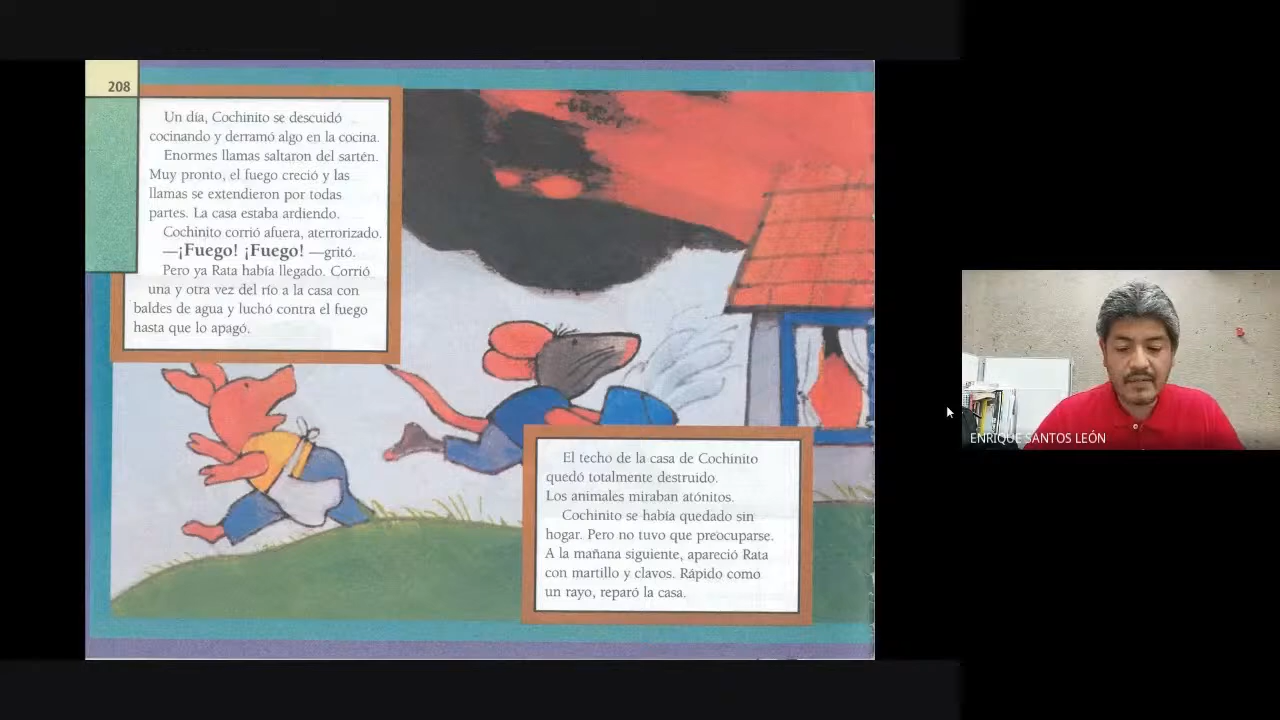 208
Un día, Cochinito se descuidó
cocinando y derramó algo en la cocina.
Enormes llamas saltaron del sartén.
Muy pronto, el fuego creció y las
llamas se extendieron por todas
partes. La casa estaba ardiendo.
Cochinito corrió afuera, aterrorizado.
—¡Fuego! ¡Fuego! —gritó.
Pero ya Rata había llegado. Corrió
una y otra vez del río a la casa con
baldes de agua y luchó contra el fuego
hasta que lo apagó.
El techo de la casa de Cochinito
quedó totalmente destruido.
Los animales miraban atónitos.
Cochinito se había quedado sin
hogar. Pero no tuvo que preocuparse.
A la mañana siguiente, apareció Rata
con martillo y clavos. Rápido como
un rayo, reparó la casa.
ENRIQUE SANTOS LEÓN